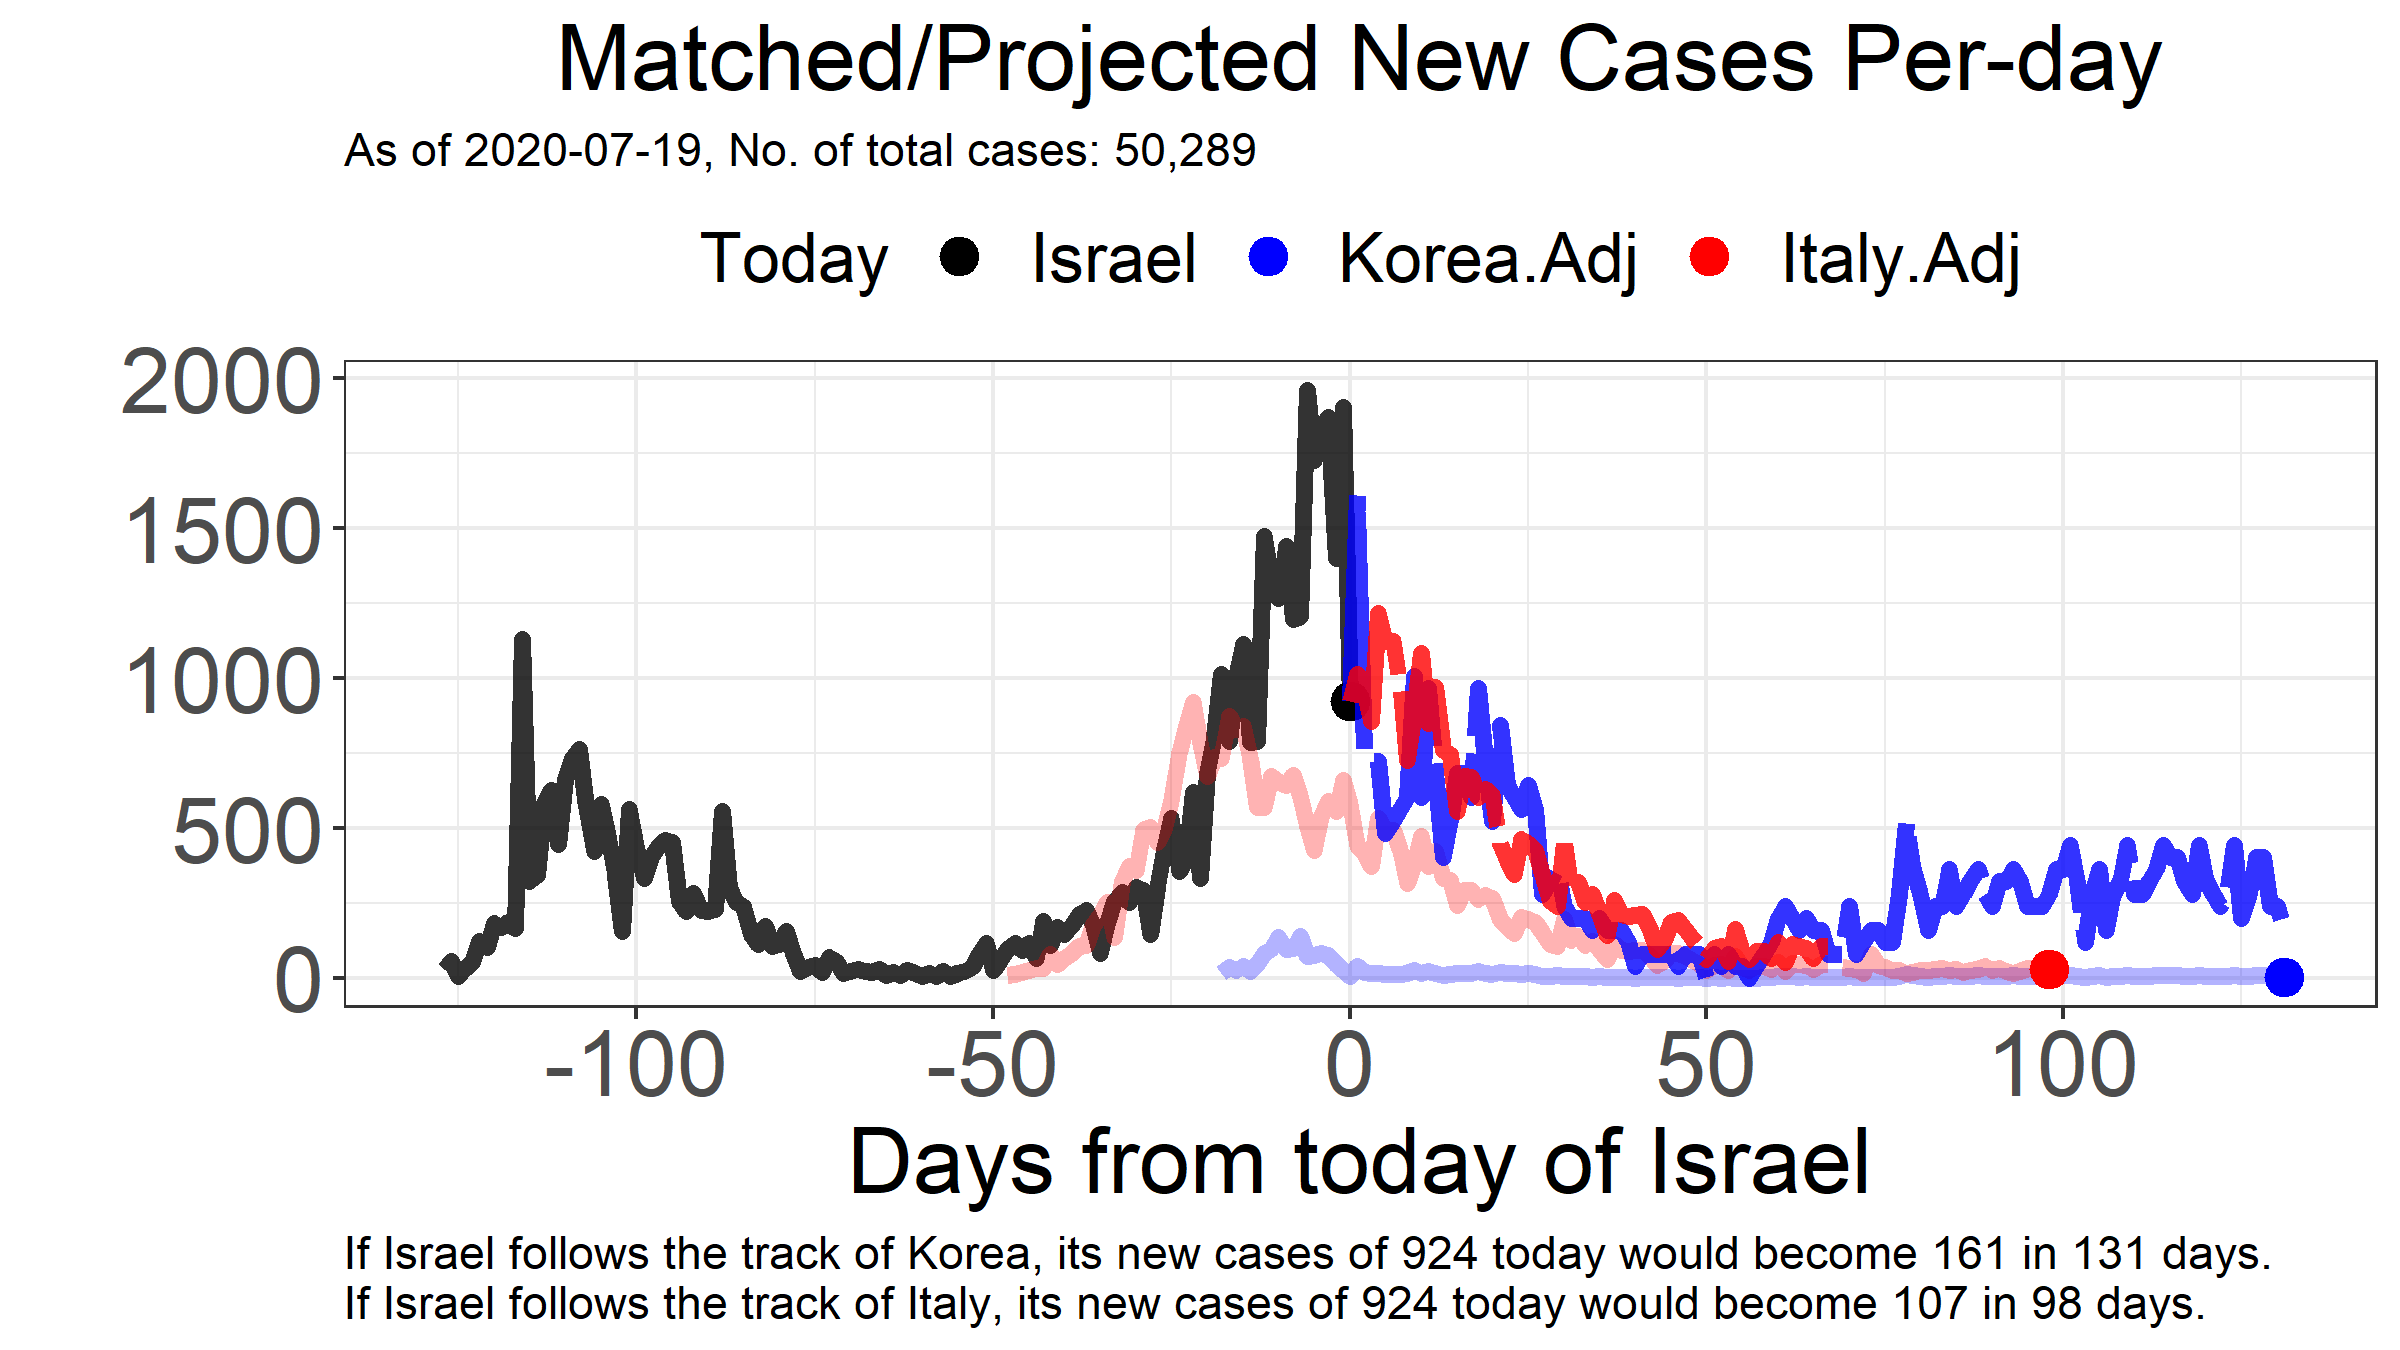 Matched/Projected New Cases Per-day
As of 2020-07-19, No. of total cases: 50,289
Today Israel Korea.Adj Italy.Adj
2000
1500
1000
500
0
-100 -50 0 50 100
Days from today of Israel
If Israel follows the track of Korea, its new cases of 924 today would become 161 in 131 days.
If Israel follows the track of Italy, its new cases of 924 today would become 107 in 98 days.